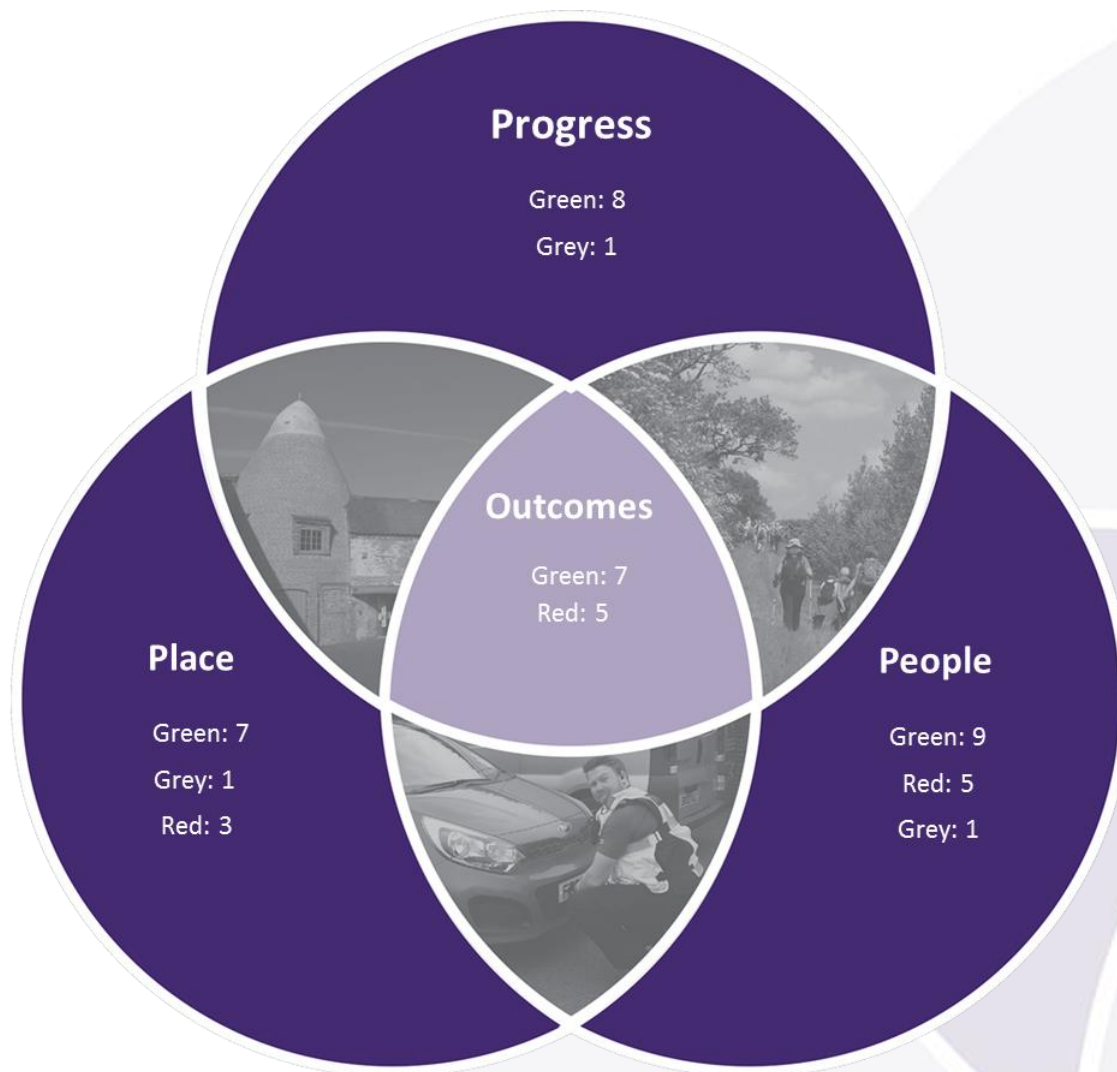 Progress
Green: 8
Grey: 1
Outcomes
Green: 7
Red: 5
Place
Green: 7
Grey: 1
Red: 3
People
Green: 9
Red: 5
Grey: 1